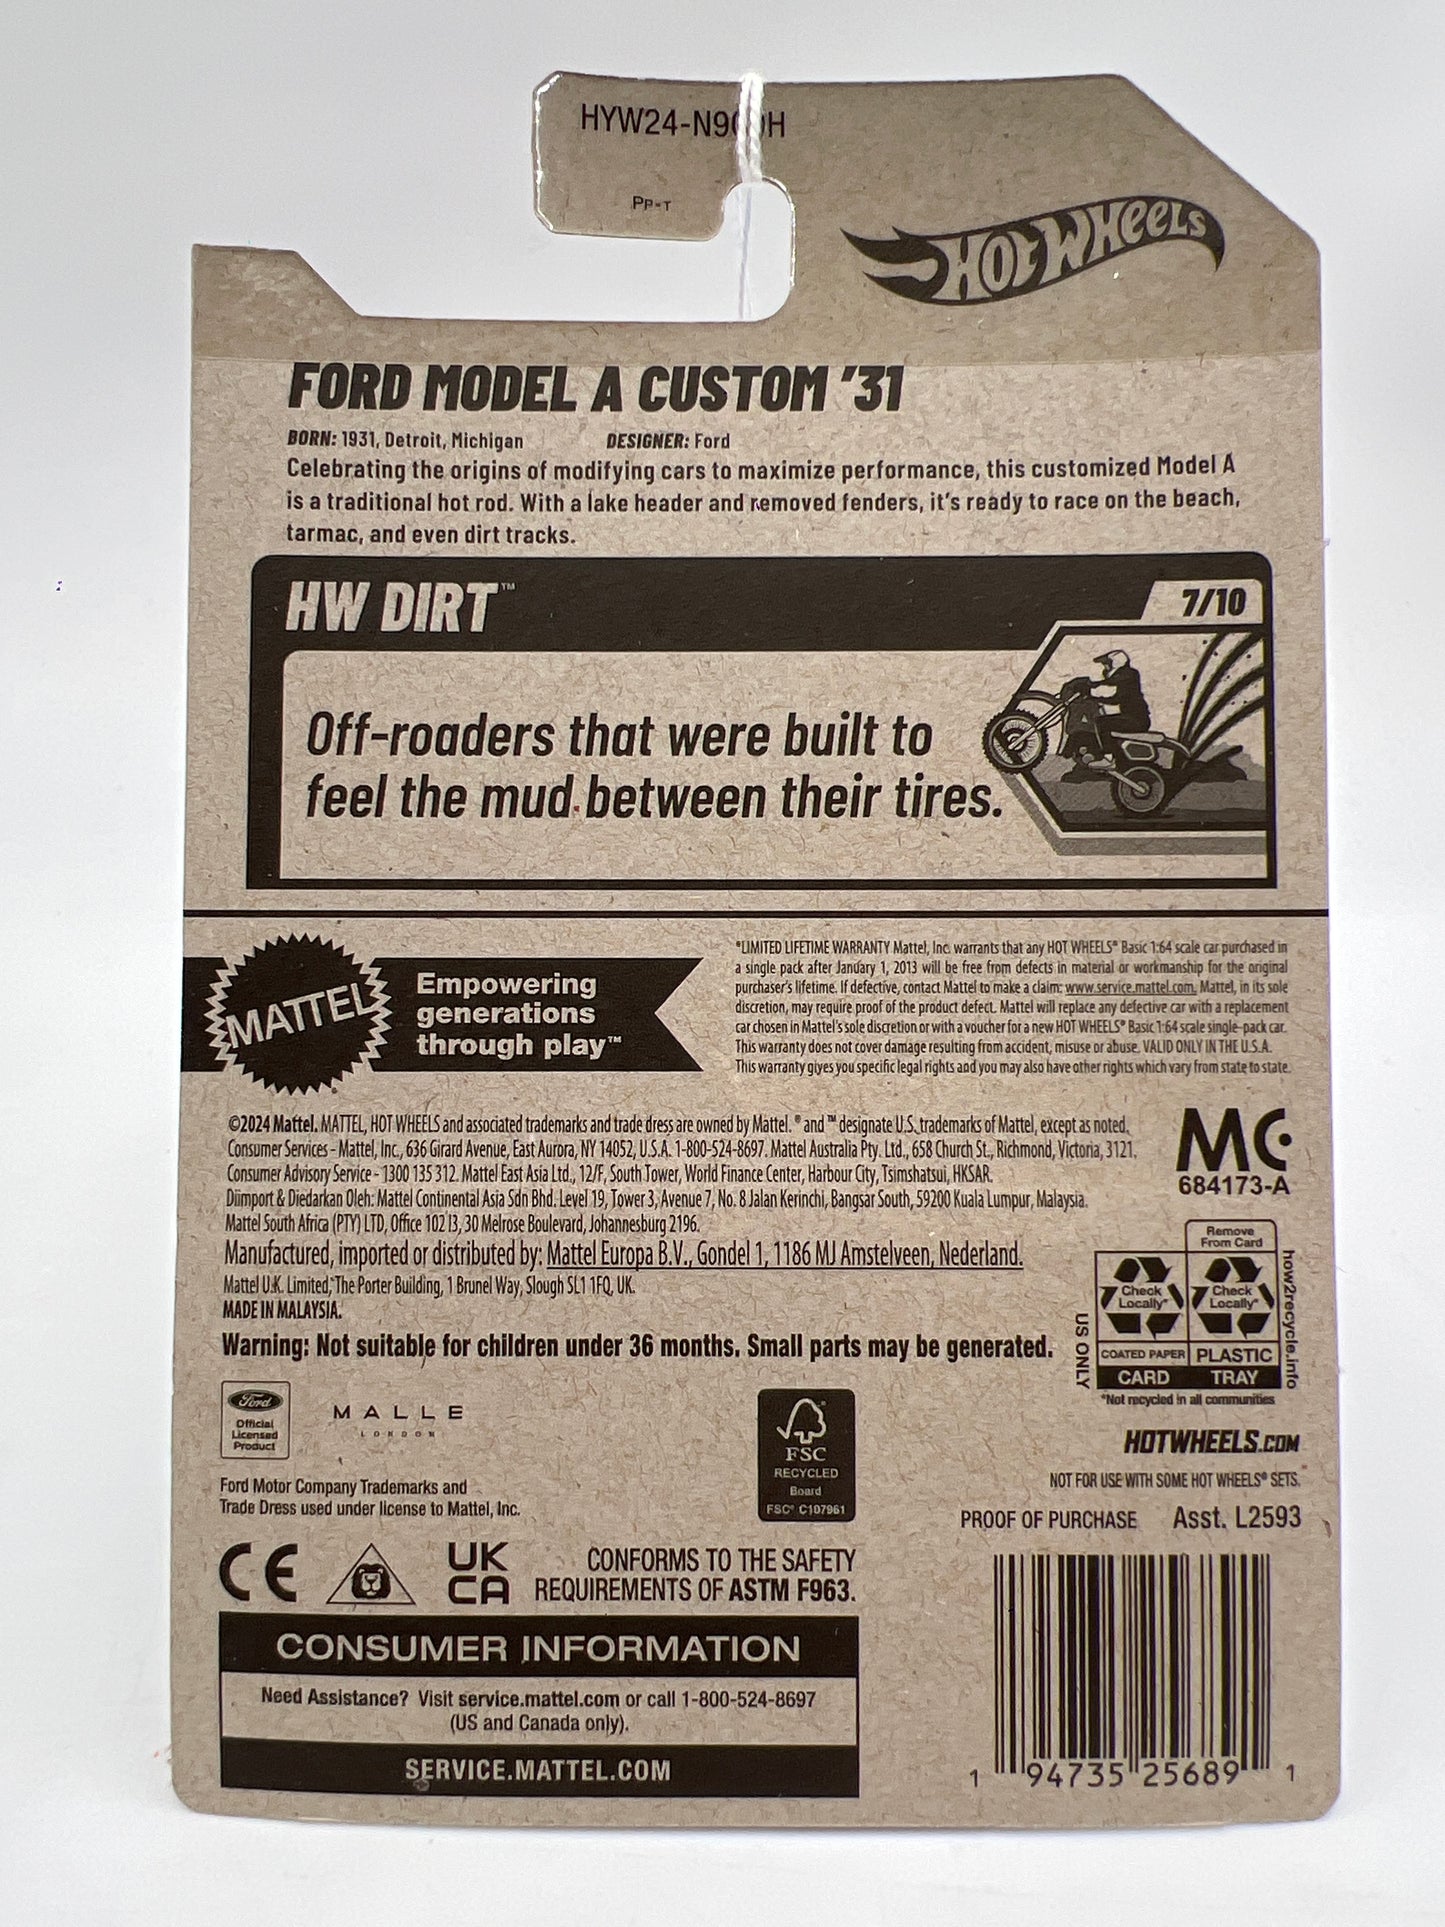 Pp-T
HOT WHEELS
FORD MODEL A CUSTOM '31
BORN: 1931, Detroit, Michigan DESIGNER: Ford
Celebrating the origins of modifying cars to maximize performance, this customized Model A
is a traditional hot rod. With a lake header and removed fenders, it's ready to race on the beach,
tarmac, and even dirt tracks.
HW DIRT™
7/10
Off-roaders that were built to
feel the mud between their tires.
MATTEL
Empowering
generations
through play™
*LIMITED LIFETIME WARRANTY Mattel, Inc. warrants that any HOT WHEELS® Basic 1:64 scale car purchased in
a single pack after January 1, 2013 will be free from defects in material or workmanship for the original
purchaser's lifetime. If defective, contact Mattel to make a claim: www.service.mattel.com. Mattel, in its sole
discretion, may require proof of the product defect. Mattel will replace any defective car with a replacement
car chosen in Mattel's sole discretion or with a voucher for a new HOT WHEELS® Basic 1:64 scale single-pack car.
This warranty does not cover damage resulting from accident, misuse or abuse. VALID ONLY IN THE U.S.A.
This warranty gives you specific legal rights and you may also have other rights which vary from state to state.
©2024 Mattel. MATTEL, HOT WHEELS and associated trademarks and trade dress are owned by Mattel. ® and ™ designate U.S. trademarks of Mattel, except as noted.
Consumer Services - Mattel, Inc., 636 Girard Avenue, East Aurora, NY 14052, U.S.A. 1-800-524-8697. Mattel Australia Pty. Ltd., 658 Church St., Richmond, Victoria, 3121.
Consumer Advisory Service - 1300 135 312. Mattel East Asia Ltd., 12/F, South Tower, World Finance Center, Harbour City, Tsimshatsui, HKSAR.
Diimport & Diedarkan Oleh: Mattel Continental Asia Sdn Bhd. Level 19, Tower 3, Avenue 7, No. 8 Jalan Kerinchi, Bangsar South, 59200 Kuala Lumpur, Malaysia.
Mattel South Africa (PTY) LTD, Office 102 I3, 30 Melrose Boulevard, Johannesburg 2196.
Manufactured, imported or distributed by: Mattel Europa B.V., Gondel 1, 1186 MJ Amstelveen, Nederland.
Mattel U.K. Limited, The Porter Building, 1 Brunel Way, Slough SL1 1FQ, UK.
MADE IN MALAYSIA.
Warning: Not suitable for children under 36 months. Small parts may be generated.
MC
684173-A
Remove
From Card
Check
Locally*
Check
Locally*
COATED PAPER PLASTIC
CARD TRAY
US ONLY
how2recycle.info
*Not recycled in all communities
Ford
Official
Licensed
Product
MALLE
LONDON
Ford Motor Company Trademarks and
Trade Dress used under license to Mattel, Inc.
FSC
RECYCLED
Board
FSC® C107961
HOTWHEELS.COM
NOT FOR USE WITH SOME HOT WHEELS® SETS.
PROOF OF PURCHASE Asst. L2593
CE
UK
CA
CONFORMS TO THE SAFETY
REQUIREMENTS OF ASTM F963.
CONSUMER INFORMATION
Need Assistance? Visit service.mattel.com or call 1-800-524-8697
(US and Canada only).
SERVICE.MATTEL.COM
1 94735 25689 1